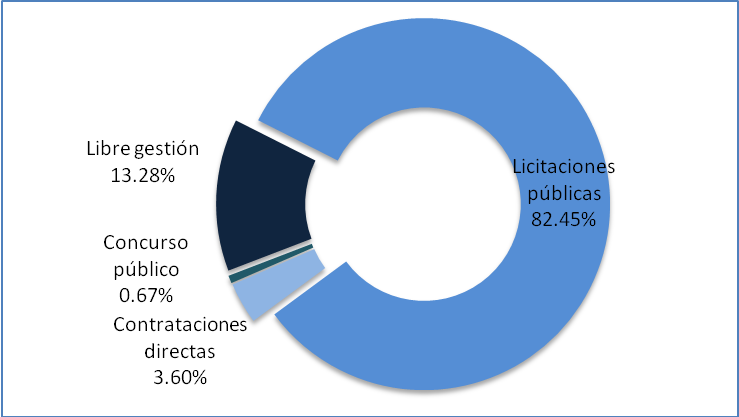 Libre gestión
13.28%
Licitaciones
públicas
82.45%
Concurso
público
0.67%
Contrataciones
directas
3.60%